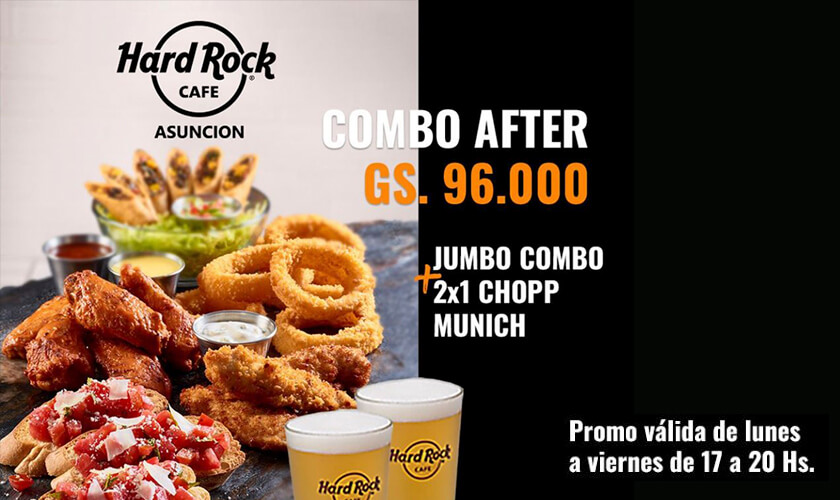 Hard Rock
CAFE
ASUNCION
COMBO AFTER
GS. 96.000
+ JUMBO COMBO
2x1 CHOPP
MUNICH
Hard Rock
CAFE
Hard Rock
Promo válida de lunes
a viernes de 17 a 20 Hs.